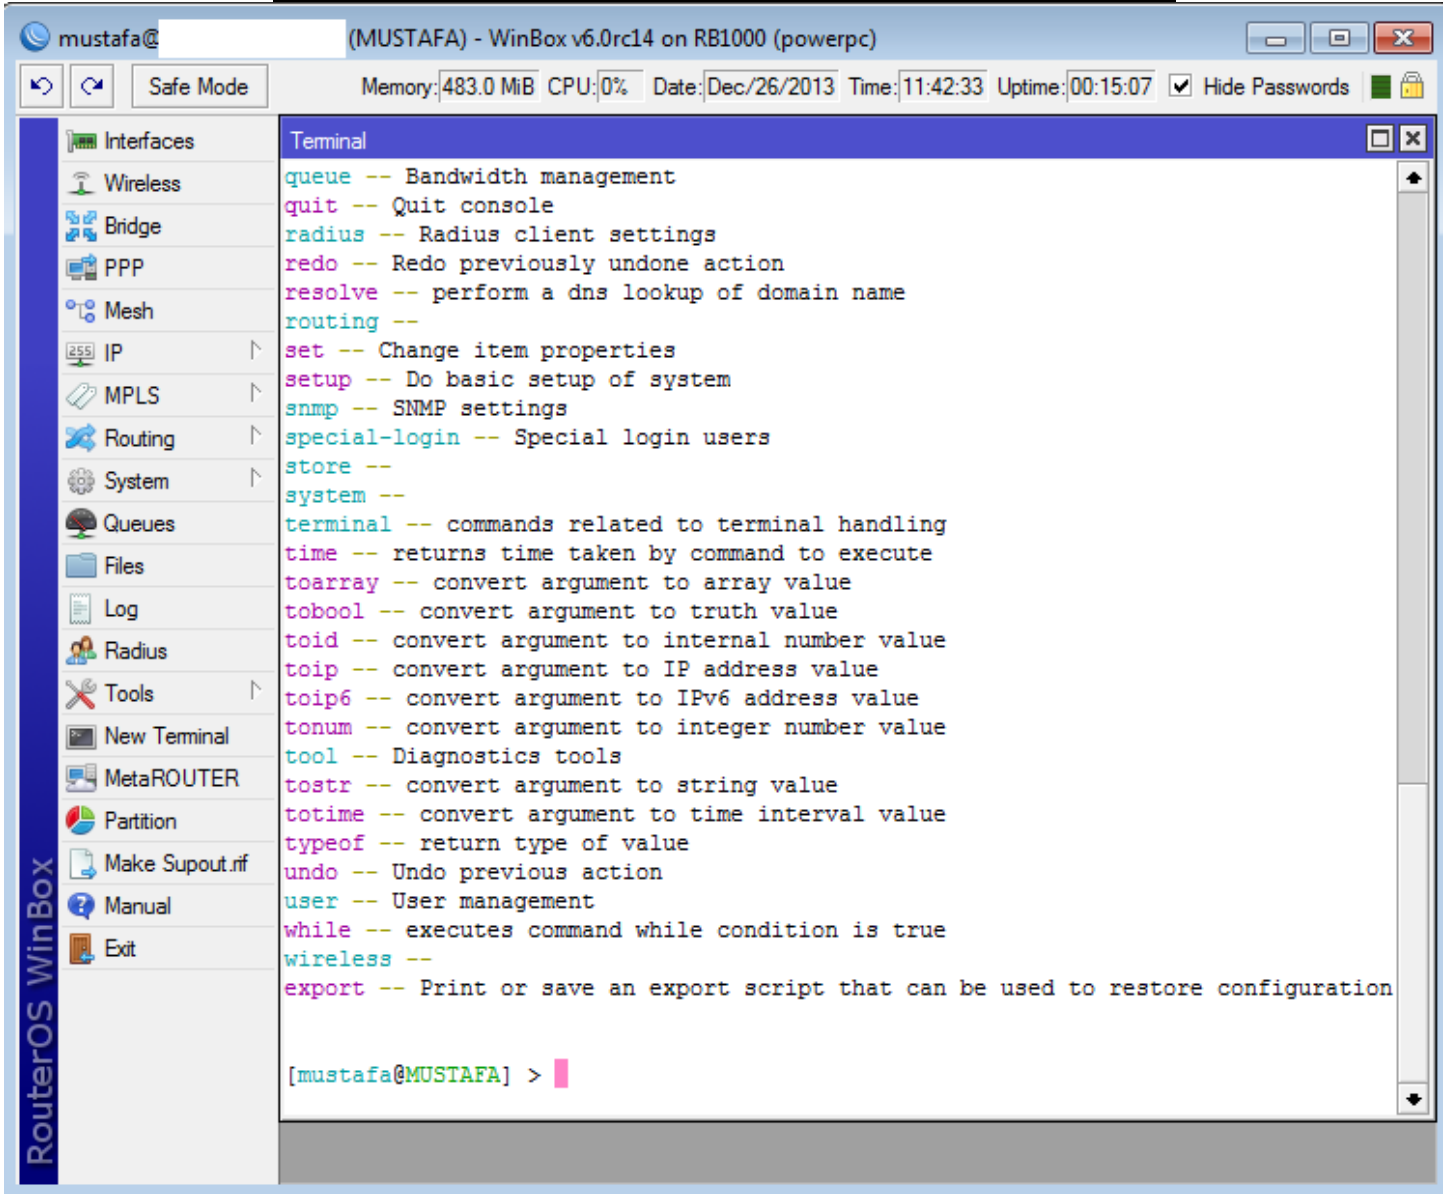 mustafa@ (MUSTAFA) - WinBox v6.0rc14 on RB1000 (powerpc)
Safe Mode Memory: 483.0 MiB CPU: 0% Date: Dec/26/2013 Time: 11:42:33 Uptime: 00:15:07 Hide Passwords
Interfaces
Wireless
Bridge
PPP
Mesh
255 IP
MPLS
Routing
System
Queues
Files
Log
Radius
Tools
New Terminal
MetaROUTER
Partition
Make Supout.rif
Manual
Exit
RouterOS WinBox
Terminal
queue -- Bandwidth management
quit -- Quit console
radius -- Radius client settings
redo -- Redo previously undone action
resolve -- perform a dns lookup of domain name
routing --
set -- Change item properties
setup -- Do basic setup of system
snmp -- SNMP settings
special-login -- Special login users
store --
system --
terminal -- commands related to terminal handling
time -- returns time taken by command to execute
toarray -- convert argument to array value
tobool -- convert argument to truth value
toid -- convert argument to internal number value
toip -- convert argument to IP address value
toip6 -- convert argument to IPv6 address value
tonum -- convert argument to integer number value
tool -- Diagnostics tools
tostr -- convert argument to string value
totime -- convert argument to time interval value
typeof -- return type of value
undo -- Undo previous action
user -- User management
while -- executes command while condition is true
wireless --
export -- Print or save an export script that can be used to restore configuration
[mustafa@MUSTAFA] >